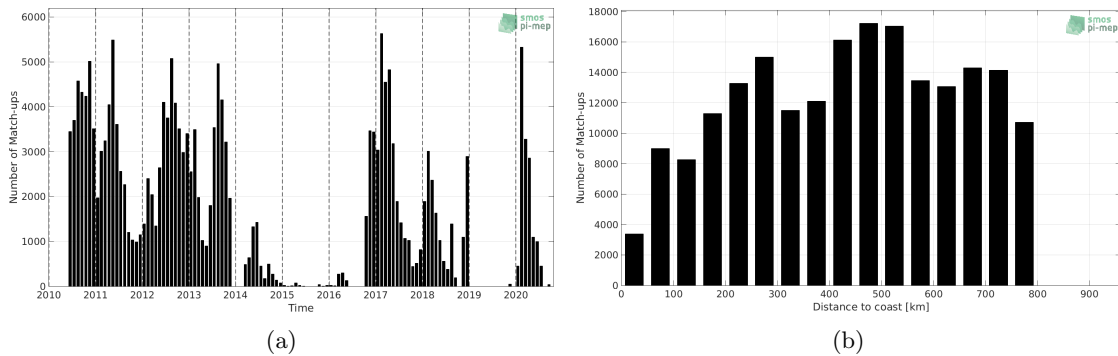 smos
pi-mep
6000
5000
4000
3000
2000
1000
0
Number of Match-ups
2010 2011 2012 2013 2014 2015 2016 2017 2018 2019 2020
Time
(a)
smos
pi-mep
18000
16000
14000
12000
10000
8000
6000
4000
2000
0
Number of Match-ups
0 100 200 300 400 500 600 700 800 900
Distance to coast [km]
(b)